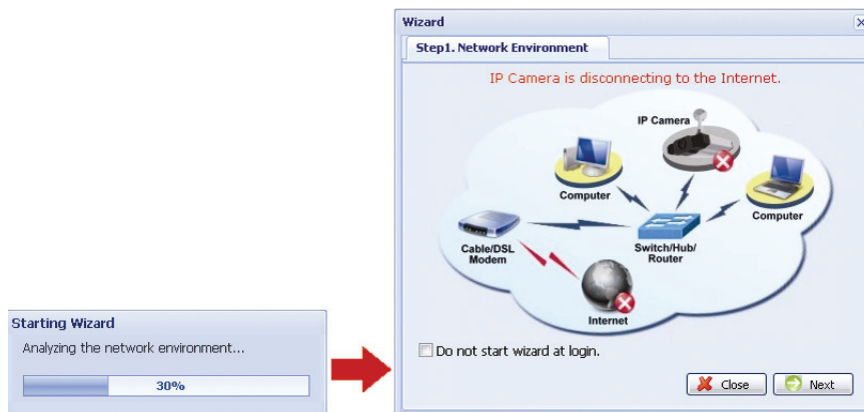 Starting Wizard
Analyzing the network environment...
30%
Wizard
Step1. Network Environment
IP Camera is disconnecting to the Internet.
IP Camera
Computer
Computer
Cable/DSL
Modem
Switch/Hub/
Router
Internet
Do not start wizard at login.
Close
Next